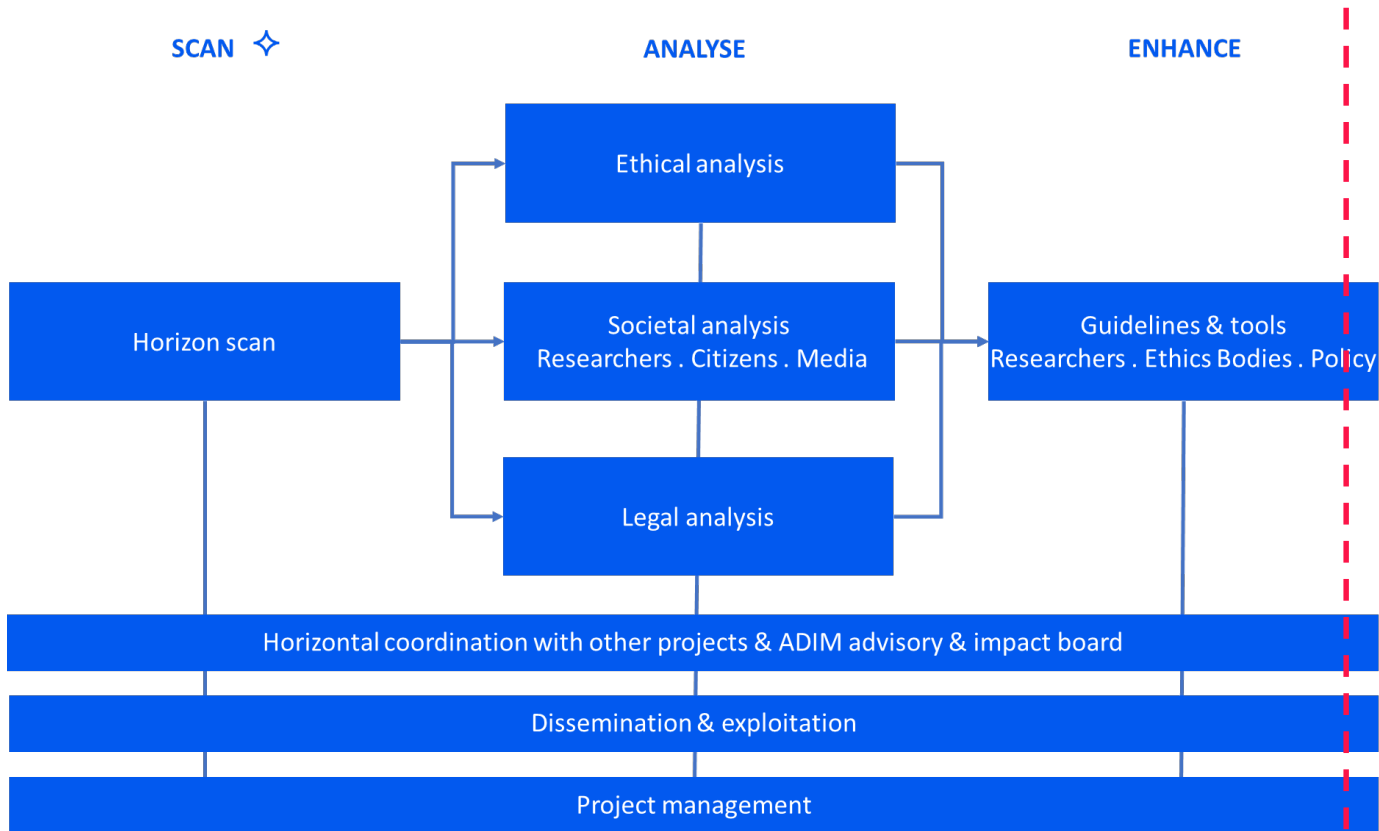 SCAN
ANALYSE
ENHANCE
Ethical analysis
Horizon scan
Societal analysis
Researchers . Citizens . Media
Guidelines & tools
Researchers . Ethics Bodies . Policy
Legal analysis
Horizontal coordination with other projects & ADIM advisory & impact board
Dissemination & exploitation
Project management